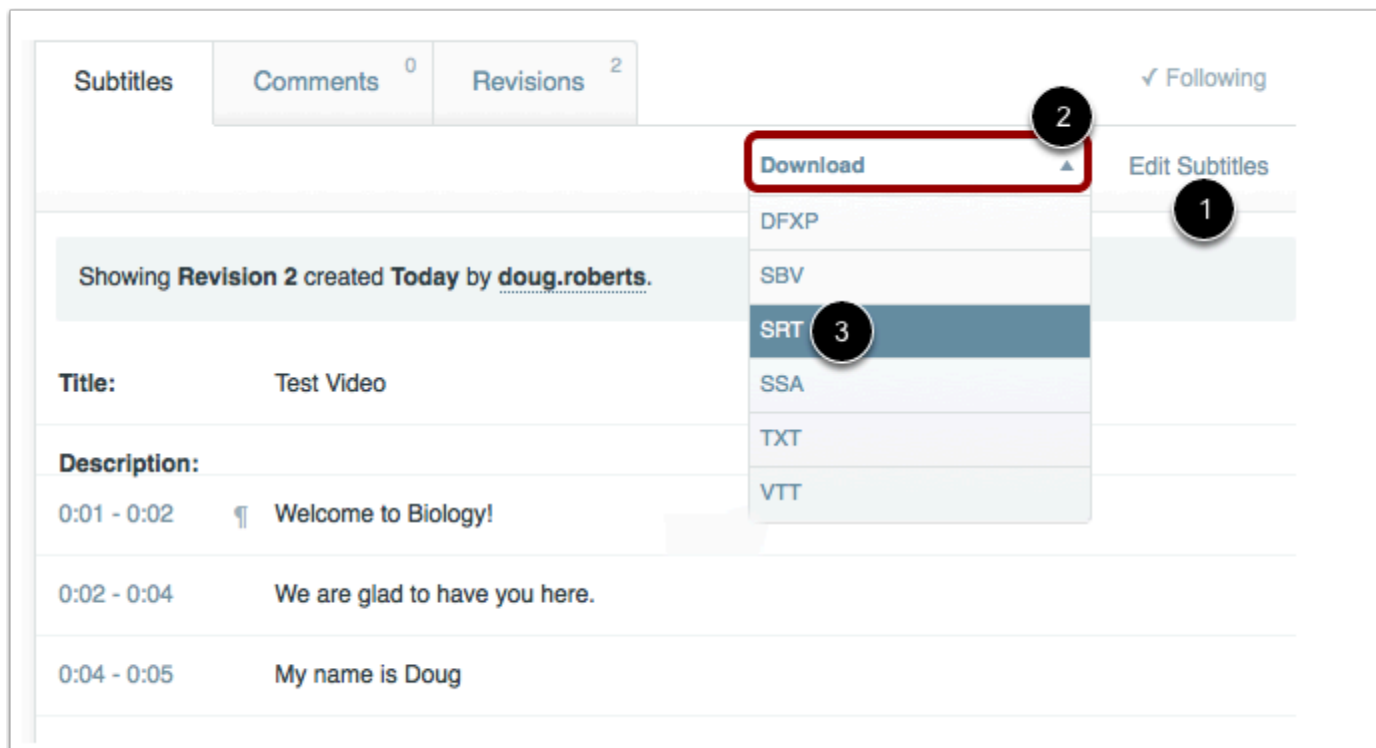 Subtitles Comments 0 Revisions 2 ✓ Following
2
Download ▲ Edit Subtitles
1
DFXP
Showing Revision 2 created Today by doug.roberts.
SBV
SRT 3
Title: Test Video
SSA
TXT
Description:
VTT
0:01 - 0:02 ¶ Welcome to Biology!
0:02 - 0:04 We are glad to have you here.
0:04 - 0:05 My name is Doug